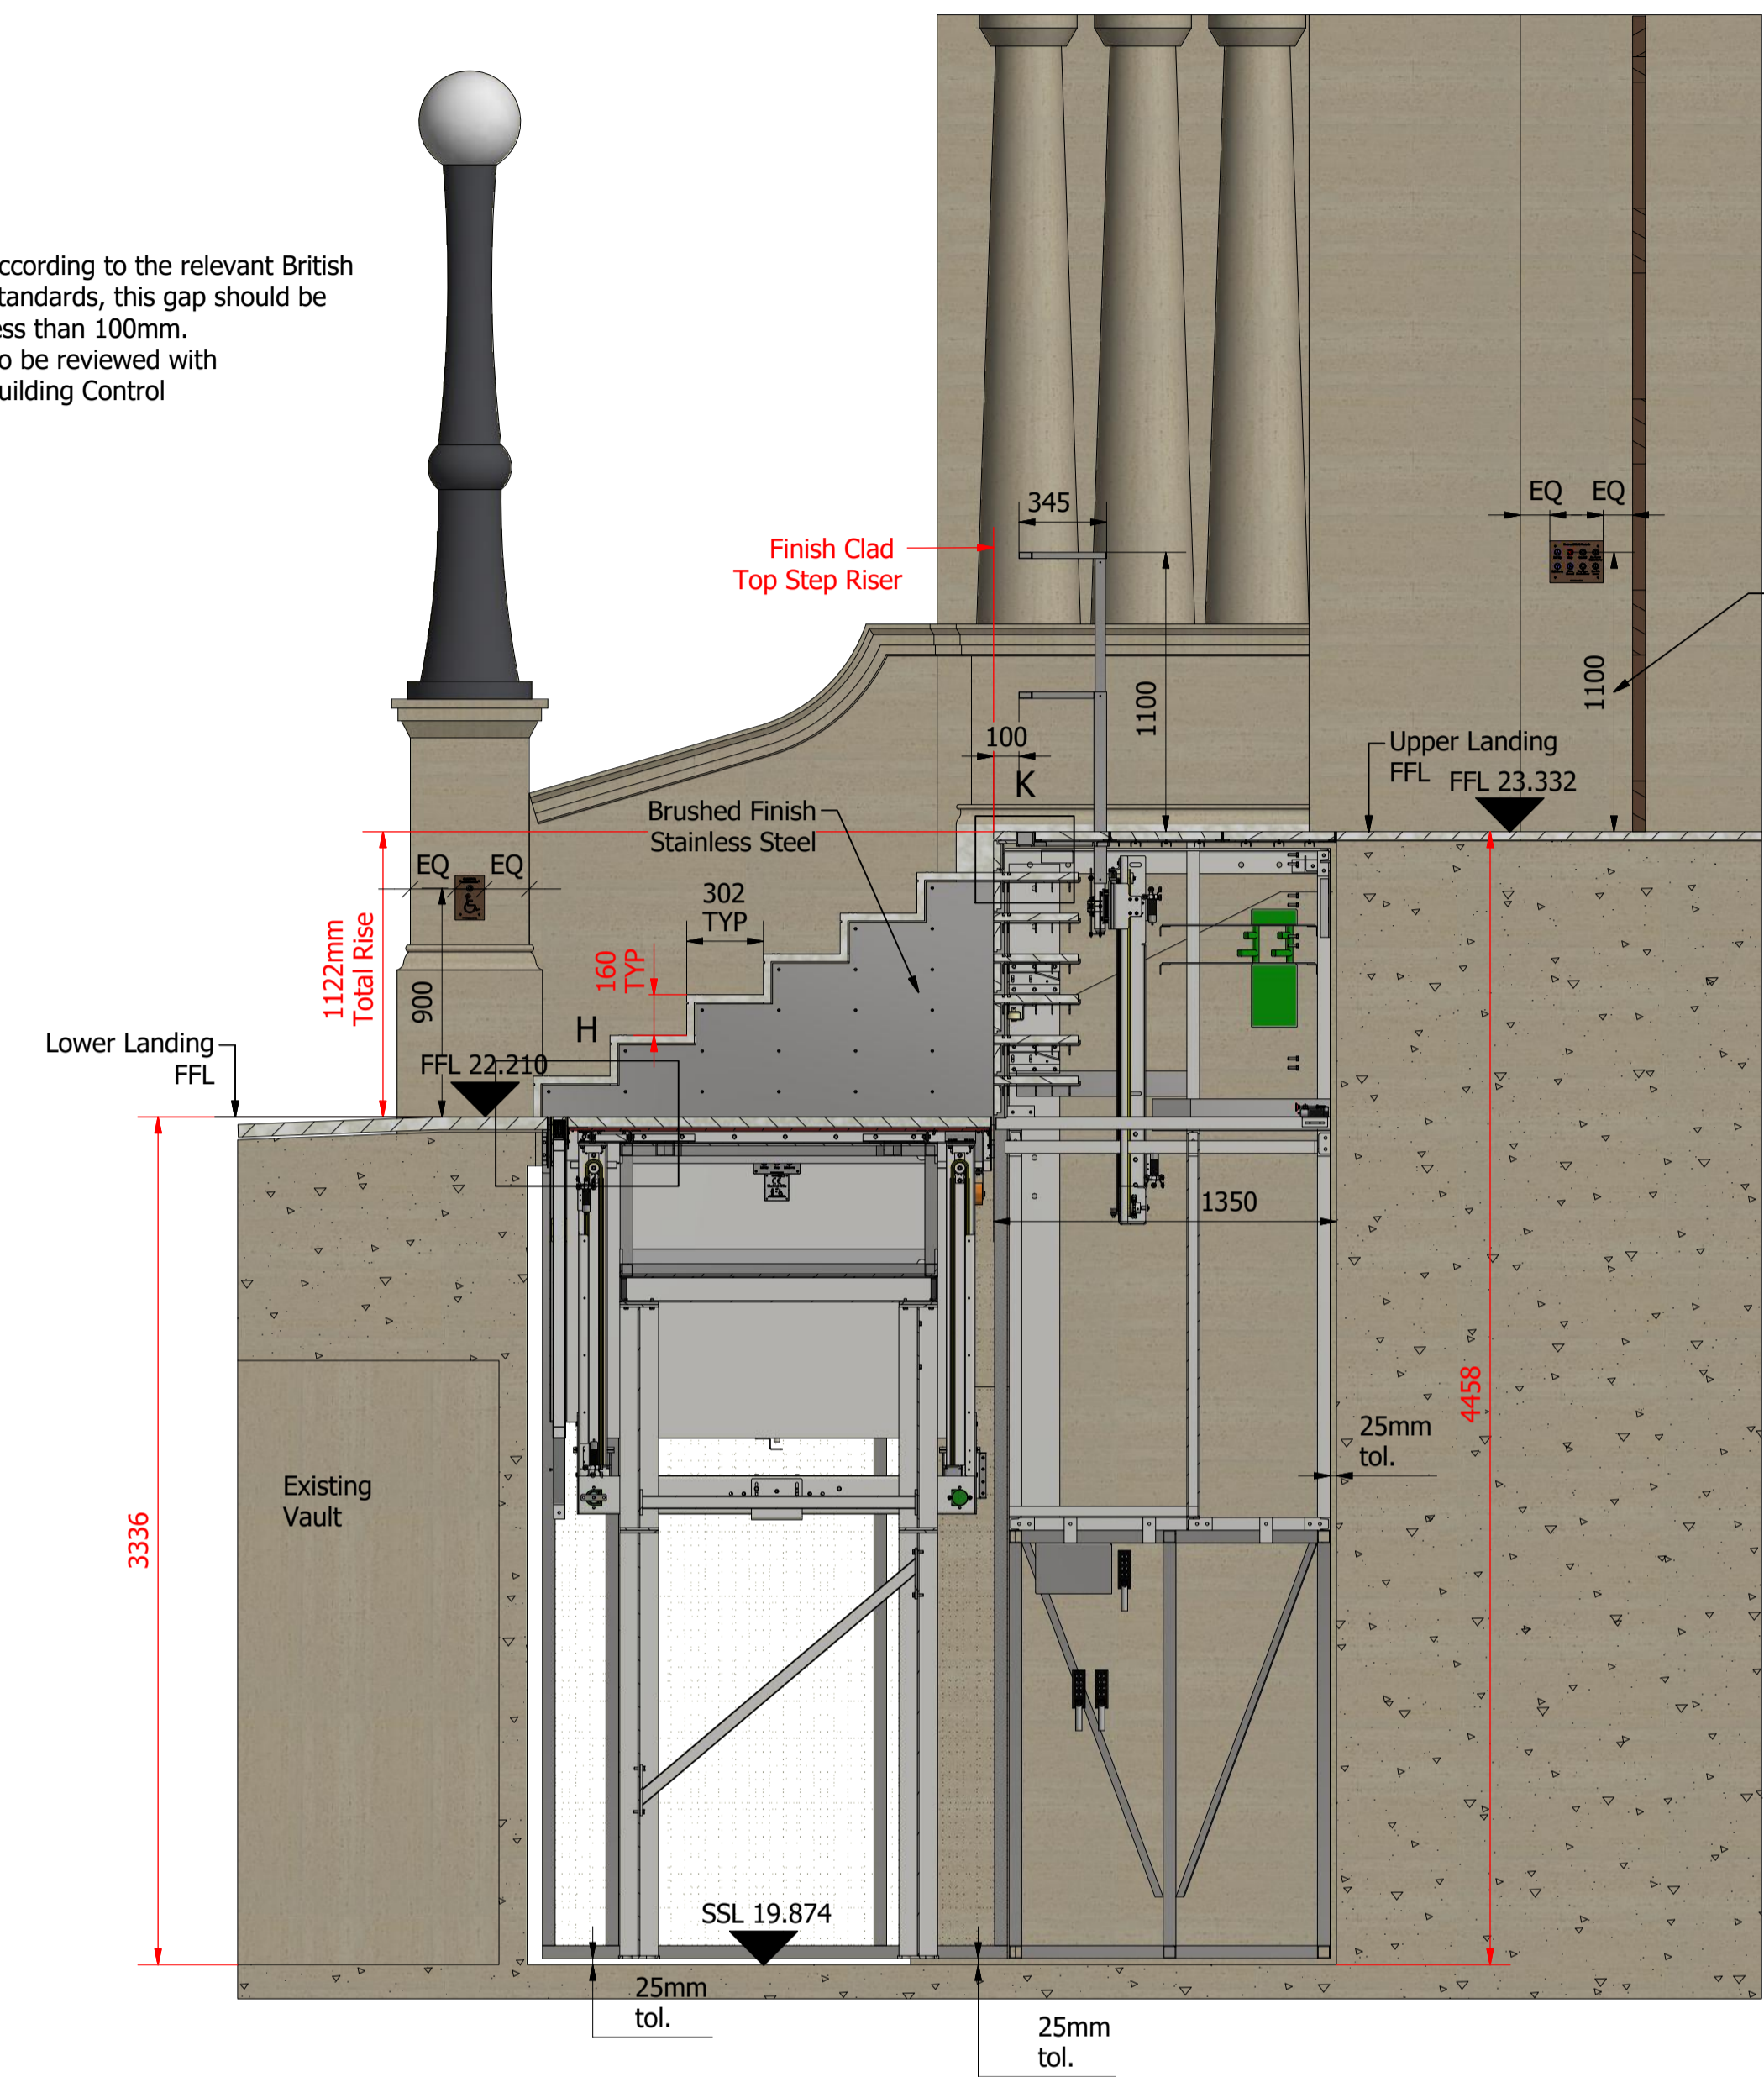 ccording to the relevant British
tandards, this gap should be
ess than 100mm.
o be reviewed with
uilding Control
345
EQ EQ
Finish Clad
Top Step Riser
1100
1100
100
K
Upper Landing
FFL
FFL 23.332
Brushed Finish
Stainless Steel
EQ EQ
302
TYP
1122mm
Total Rise
900
160
TYP
H
Lower Landing
FFL
FFL 22.210
1350
4458
25mm
tol.
Existing
Vault
3336
SSL 19.874
25mm
tol.
25mm
tol.